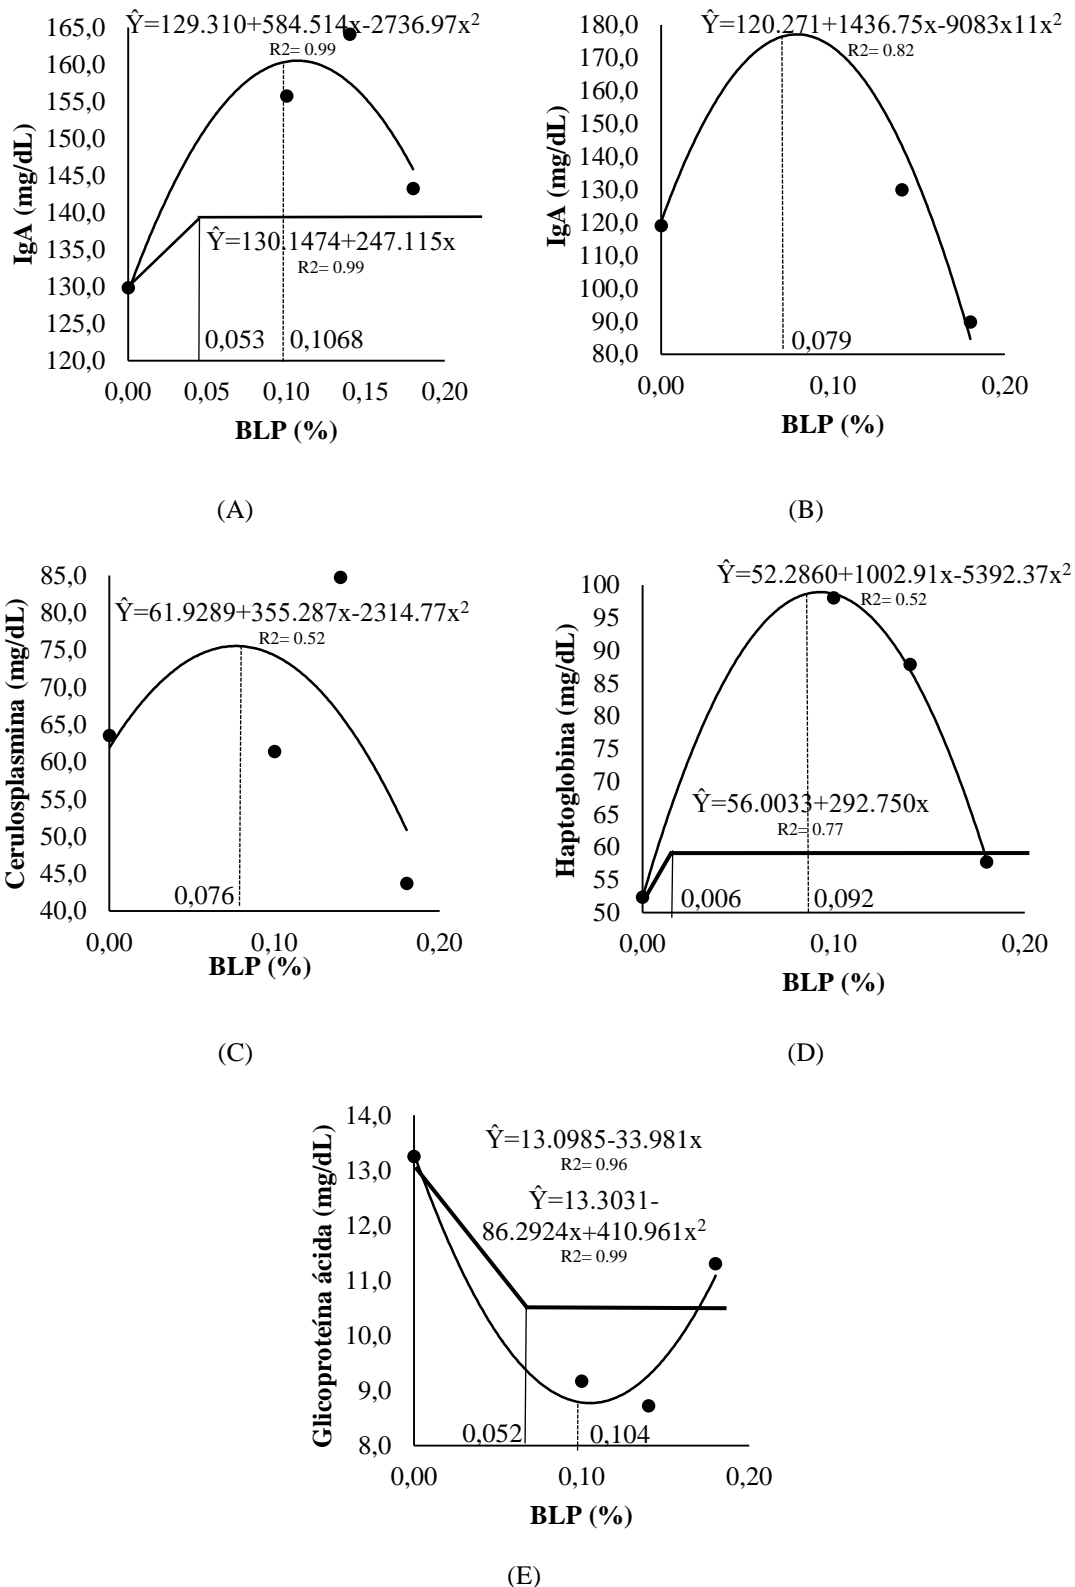 Ŷ=129.310+584.514x-2736.97x²
R2= 0.99
165,0
160,0
155,0
150,0
145,0
140,0
135,0
130,0
125,0
120,0
IgA (mg/dL)
Ŷ=130.1474+247.115x
R2= 0.99
0,053
0,1068
0,00 0,05 0,10 0,15 0,20
BLP (%)
(A)
Ŷ=120.271+1436.75x-9083x11x²
R2= 0.82
180,0
170,0
160,0
150,0
140,0
130,0
120,0
110,0
100,0
90,0
80,0
IgA (mg/dL)
0,079
0,00 0,10 0,20
BLP (%)
(B)
85,0
80,0
75,0
70,0
65,0
60,0
55,0
50,0
45,0
40,0
Cerulosplasmina (mg/dL)
Ŷ=61.9289+355.287x-2314.77x²
R2= 0.52
0,076
0,00 0,10 0,20
BLP (%)
(C)
Ŷ=52.2860+1002.91x-5392.37x²
R2= 0.52
100
95
90
85
80
75
70
65
60
55
50
Haptoglobina (mg/dL)
Ŷ=56.0033+292.750x
R2= 0.77
0,006
0,092
0,00 0,10 0,20
BLP (%)
(D)
14,0
13,0
12,0
11,0
10,0
9,0
8,0
Glicoproteína ácida (mg/dL)
Ŷ=13.0985-33.981x
R2= 0.96
Ŷ=13.3031-
86.2924x+410.961x²
R2= 0.99
0,052
0,104
0,00 0,10 0,20
BLP (%)
(E)